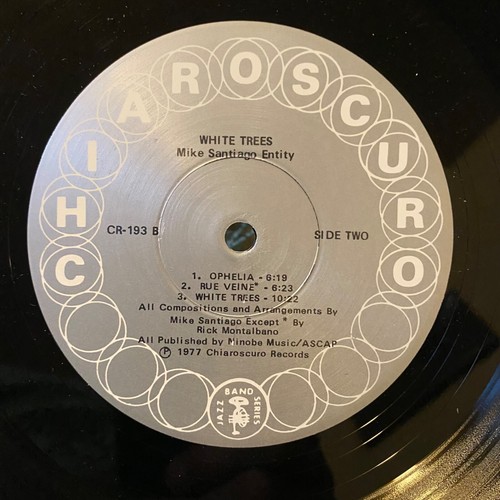 CHIAROSCURO
WHITE TREES
Mike Santiago Entity
CR-193 B
SIDE TWO
1. OPHELIA - 6:19
2. RUE VEINE* - 6:23
3. WHITE TREES - 10:22
All Compositions and Arrangements By
Mike Santiago Except * By
Rick Montalbano
All Published by Minobe Music/ASCAP
Ⓟ 1977 Chiaroscuro Records
JAZZ BAND SERIES